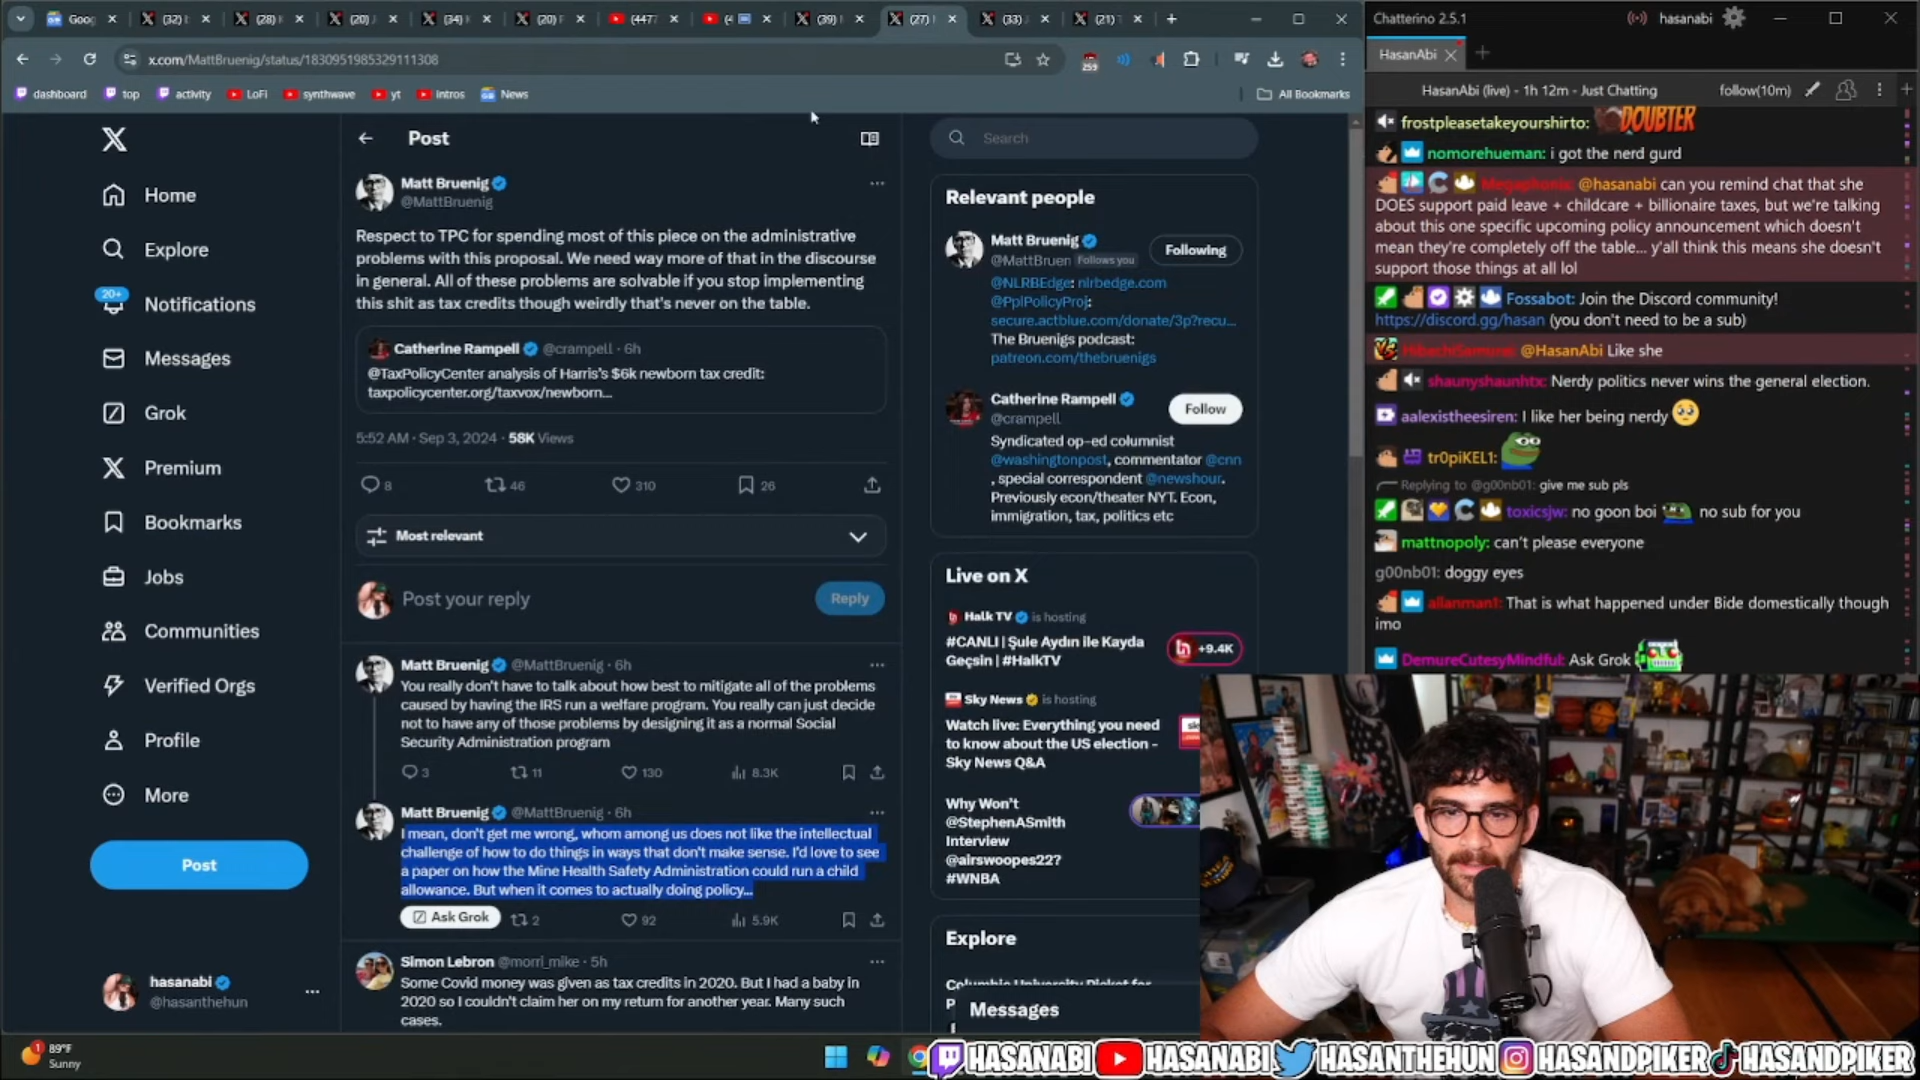 Goog
(32)
(28)
(20)
(34)
(20)
(447
(4
(39)
(27)
(33)
(21)
x.com/MattBruenig/status/1830951985329111308
259
dashboard
top
activity
LoFi
synthwave
yt
intros
News
All Bookmarks
Home
Explore
20+
Notifications
Messages
Grok
Premium
Bookmarks
Jobs
Communities
Verified Orgs
Profile
More
Post
hasanabi
@hasanthehun
Post
Matt Bruenig
@MattBruenig
Respect to TPC for spending most of this piece on the administrative
problems with this proposal. We need way more of that in the discourse
in general. All of these problems are solvable if you stop implementing
this shit as tax credits though weirdly that's never on the table.
Catherine Rampell @crampell · 6h
@TaxPolicyCenter analysis of Harris's $6k newborn tax credit:
taxpolicycenter.org/taxvox/newborn...
5:52 AM · Sep 3, 2024 · 58K Views
8 46 310 26
Most relevant
Post your reply
Reply
Matt Bruenig @MattBruenig · 6h
You really don't have to talk about how best to mitigate all of the problems
caused by having the IRS run a welfare program. You really can just decide
not to have any of those problems by designing it as a normal Social
Security Administration program
3 11 130 8.3K
Matt Bruenig @MattBruenig · 6h
I mean, don't get me wrong, whom among us does not like the intellectual
challenge of how to do things in ways that don't make sense. I'd love to see
a paper on how the Mine Health Safety Administration could run a child
allowance. But when it comes to actually doing policy...
Ask Grok 2 92 5.9K
Simon Lebron @morri_mike · 5h
Some Covid money was given as tax credits in 2020. But I had a baby in
2020 so I couldn't claim her on my return for another year. Many such
cases.
Search
Relevant people
Matt Bruenig
@MattBruen Follows you
Following
@NLRBEdge: nlrbedge.com
@PplPolicyProj:
secure.actblue.com/donate/3p?recu...
The Bruenigs podcast:
patreon.com/thebruenigs
Catherine Rampell
@crampell
Follow
Syndicated op-ed columnist
@washingtonpost, commentator @cnn
, special correspondent @newshour.
Previously econ/theater NYT. Econ,
immigration, tax, politics etc
Live on X
Halk TV is hosting
#CANLI | Şule Aydın ile Kayda
Geçsin | #HalkTV
+9.4K
Sky News is hosting
Watch live: Everything you need
to know about the US election -
Sky News Q&A
Why Won't
@StephenASmith
Interview
@airswoopes22?
#WNBA
Explore
Messages
Chatterino 2.5.1
hasanabi
HasanAbi
HasanAbi (live) - 1h 12m - Just Chatting
follow(10m)
frostpleasetakeyourshirto: DOUBTER
nomorehueman: i got the nerd gurd
Megaphonix: @hasanabi can you remind chat that she
DOES support paid leave + childcare + billionaire taxes, but we're talking
about this one specific upcoming policy announcement which doesn't
mean they're completely off the table... y'all think this means she doesn't
support those things at all lol
Fossabot: Join the Discord community!
https://discord.gg/hasan (you don't need to be a sub)
HibachiSamurai: @HasanAbi Like she
shaunyshaunhtx: Nerdy politics never wins the general election.
aalexistheesiren: I like her being nerdy
tr0piKEL1:
Replying to @g00nb01: give me sub pls
toxicsjw: no goon boi no sub for you
mattnopoly: can't please everyone
g00nb01: doggy eyes
allanman1: That is what happened under Bide domestically though
imo
DemureCutesyMindful: Ask Grok
1
89°F
Sunny
HASANABI HASANABI HASANTHEHUN HASANDPIKER HASANDPIKER